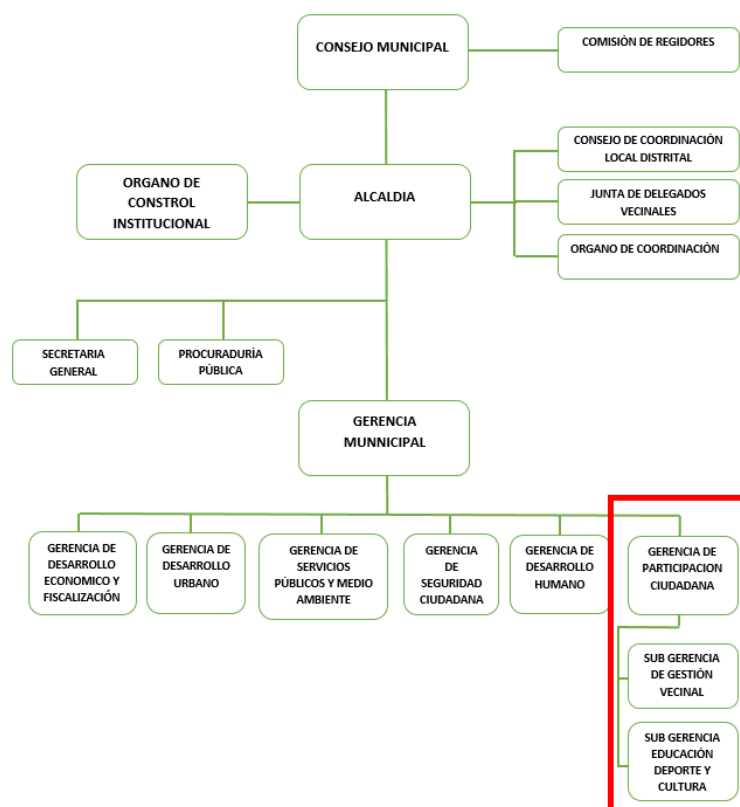 CONSEJO MUNICIPAL
COMISIÓN DE REGIDORES
CONSEJO DE COORDINACIÓN
LOCAL DISTRITAL
ORGANO DE
CONSTROL
INSTITUCIONAL
ALCALDIA
JUNTA DE DELEGADOS
VECINALES
ORGANO DE COORDINACIÓN
SECRETARIA
GENERAL
PROCURADURÍA
PÚBLICA
GERENCIA
MUNNICIPAL
GERENCIA DE
DESARROLLO
ECONOMICO Y
FISCALIZACIÓN
GERENCIA DE
DESARROLLO
URBANO
GERENCIA DE
SERVICIOS
PÚBLICOS Y MEDIO
AMBIENTE
GERENCIA
DE
SEGURIDAD
CIUDADANA
GERENCIA DE
DESARROLLO
HUMANO
GERENCIA DE
PARTICIPACION
CIUDADANA
SUB GERENCIA
DE GESTIÓN
VECINAL
SUB GERENCIA
EDUCACIÓN
DEPORTE Y
CULTURA